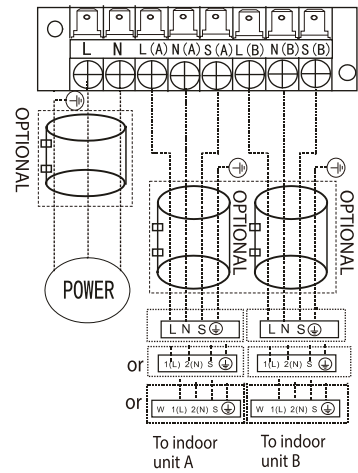 L N L(A) N(A) S(A) L(B) N(B) S(B)
OPTIONAL
OPTIONAL
OPTIONAL
POWER
L N S
L N S
or
1(L) 2(N) S
1(L) 2(N) S
or
W 1(L) 2(N) S
W 1(L) 2(N) S
To indoor
unit A
To indoor
unit B